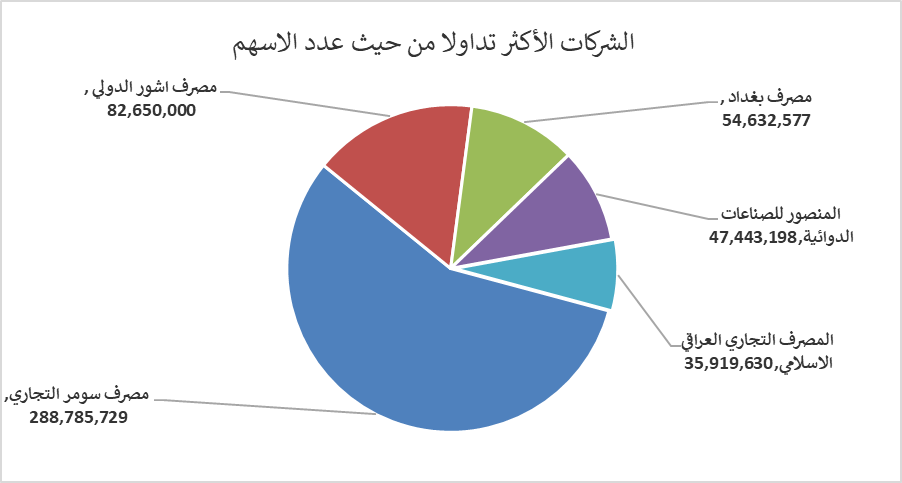 الشركات الأكثر تداولا من حيث عدد الاسهم
مصرف بغداد ,
54,632,577
المنصور للصناعات
الدوائية, 47,443,198
المصرف التجاري العراقي
الاسلامي, 35,919,630
مصرف سومر التجاري,
288,785,729
مصرف اشور الدولي ,
82,650,000